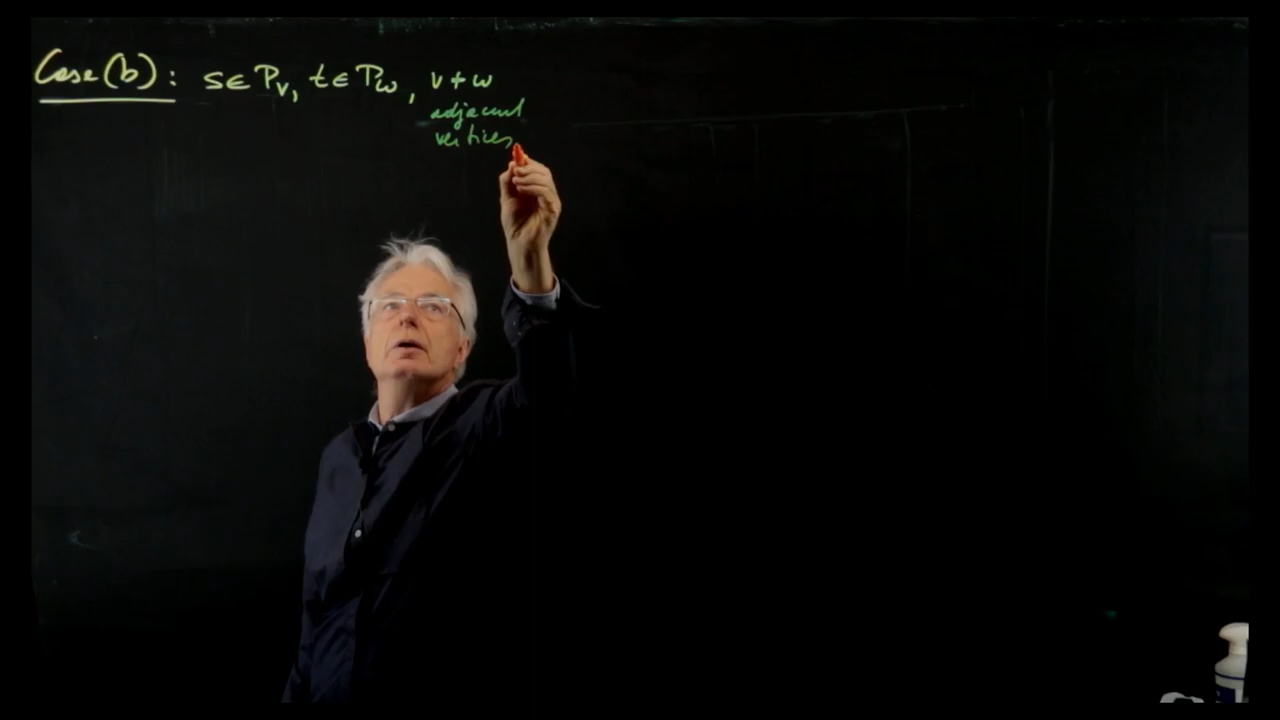 Case (b): s ∈ P_v, t ∈ P_w, v + w
adjacent
vertices